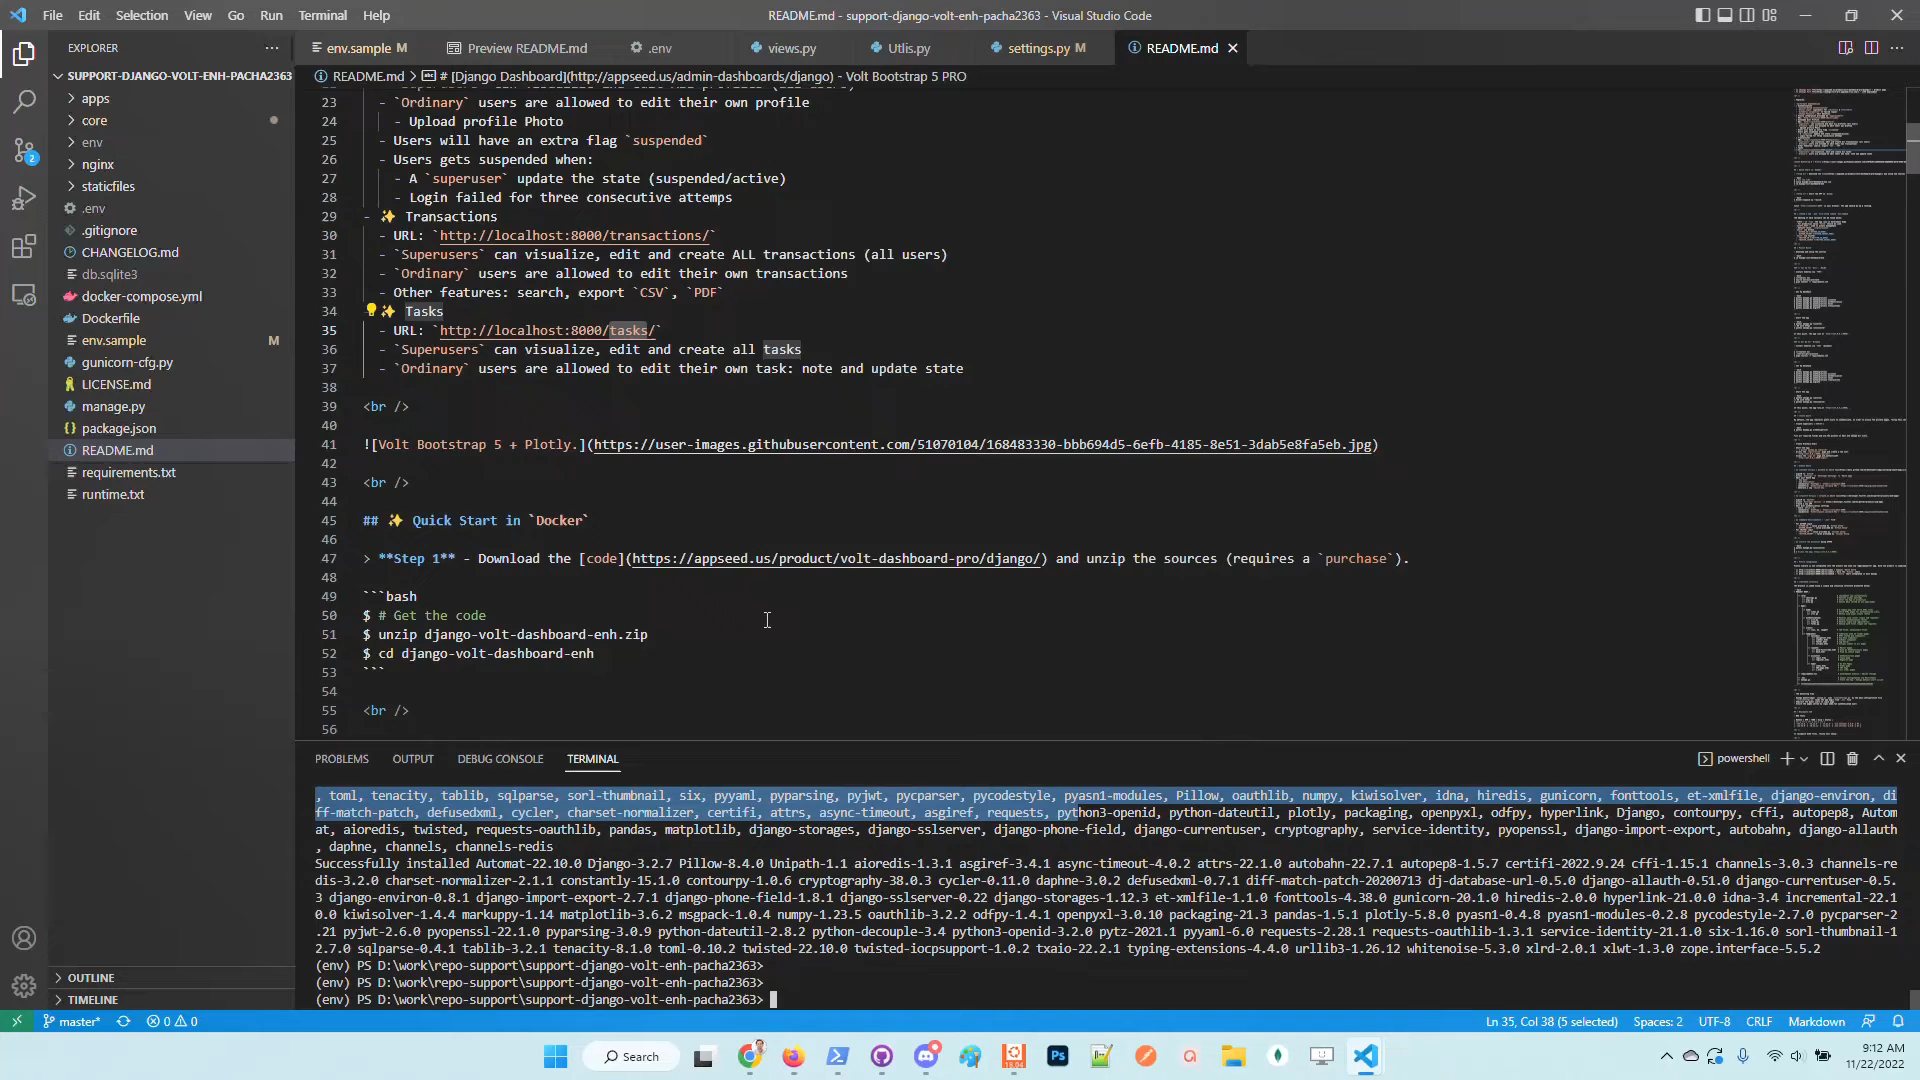 File Edit Selection View Go Run Terminal Help
README.md - support-django-volt-enh-pacha2363 - Visual Studio Code
EXPLORER
env.sample M
Preview README.md
.env
views.py
Utlis.py
settings.py M
README.md
SUPPORT-DJANGO-VOLT-ENH-PACHA2363
README.md > # [Django Dashboard](http://appseed.us/admin-dashboards/django) - Volt Bootstrap 5 PRO
apps
core
env
nginx
staticfiles
.env
.gitignore
CHANGELOG.md
db.sqlite3
docker-compose.yml
Dockerfile
env.sample M
gunicorn-cfg.py
LICENSE.md
manage.py
package.json
README.md
requirements.txt
runtime.txt
OUTLINE
TIMELINE
23 - `Ordinary` users are allowed to edit their own profile
24 - Upload profile Photo
25 - Users will have an extra flag `suspended`
26 - Users gets suspended when:
27 - A `superuser` update the state (suspended/active)
28 - Login failed for three consecutive attemps
29 - ✨ Transactions
30 - URL: `http://localhost:8000/transactions/`
31 - `Superusers` can visualize, edit and create ALL transactions (all users)
32 - `Ordinary` users are allowed to edit their own transactions
33 - Other features: search, export `CSV`, `PDF`
34 ✨ Tasks
35 - URL: `http://localhost:8000/tasks/`
36 - `Superusers` can visualize, edit and create all tasks
37 - `Ordinary` users are allowed to edit their own task: note and update state
38
39 <br />
40
41 ![Volt Bootstrap 5 + Plotly.](https://user-images.githubusercontent.com/51070104/168483330-bbb694d5-6efb-4185-8e51-3dab5e8fa5eb.jpg)
42
43 <br />
44
45 ## ✨ Quick Start in `Docker`
46
47 > **Step 1** - Download the [code](https://appseed.us/product/volt-dashboard-pro/django/) and unzip the sources (requires a `purchase`).
48
49 ```bash
50 $ # Get the code
51 $ unzip django-volt-dashboard-enh.zip
52 $ cd django-volt-dashboard-enh
53 ```
54
55 <br />
56
PROBLEMS OUTPUT DEBUG CONSOLE TERMINAL
powershell
, toml, tenacity, tablib, sqlparse, sorl-thumbnail, six, pyyaml, pyparsing, pyjwt, pycparser, pycodestyle, pyasn1-modules, Pillow, oauthlib, numpy, kiwisolver, idna, hiredis, gunicorn, fonttools, et-xmlfile, django-environ, di
ff-match-patch, defusedxml, cycler, charset-normalizer, certifi, attrs, async-timeout, asgiref, requests, python3-openid, python-dateutil, plotly, packaging, openpyxl, odfpy, hyperlink, Django, contourpy, cffi, autopep8, Autom
at, aioredis, twisted, requests-oauthlib, pandas, matplotlib, django-storages, django-sslserver, django-phone-field, django-currentuser, cryptography, service-identity, pyopenssl, django-import-export, autobahn, django-allauth
, daphne, channels, channels-redis
Successfully installed Automat-22.10.0 Django-3.2.7 Pillow-8.4.0 Unipath-1.1 aioredis-1.3.1 asgiref-3.4.1 async-timeout-4.0.2 attrs-22.1.0 autobahn-22.7.1 autopep8-1.5.7 certifi-2022.9.24 cffi-1.15.1 channels-3.0.3 channels-re
dis-3.2.0 charset-normalizer-2.1.1 constantly-15.1.0 contourpy-1.0.6 cryptography-38.0.3 cycler-0.11.0 daphne-3.0.2 defusedxml-0.7.1 diff-match-patch-20200713 dj-database-url-0.5.0 django-allauth-0.51.0 django-currentuser-0.5.
3 django-environ-0.8.1 django-import-export-2.7.1 django-phone-field-1.8.1 django-sslserver-0.22 django-storages-1.12.3 et-xmlfile-1.1.0 fonttools-4.38.0 gunicorn-20.1.0 hiredis-2.0.0 hyperlink-21.0.0 idna-3.4 incremental-22.1
0.0 kiwisolver-1.4.4 markuppy-1.14 matplotlib-3.6.2 msgpack-1.0.4 numpy-1.23.5 oauthlib-3.2.2 odfpy-1.4.1 openpyxl-3.0.10 packaging-21.3 pandas-1.5.1 plotly-5.8.0 pyasn1-0.4.8 pyasn1-modules-0.2.8 pycodestyle-2.7.0 pycparser-2
.21 pyjwt-2.6.0 pyopenssl-22.1.0 pyparsing-3.0.9 python-dateutil-2.8.2 python-decouple-3.4 python3-openid-3.2.0 pytz-2021.1 pyyaml-6.0 requests-2.28.1 requests-oauthlib-1.3.1 service-identity-21.1.0 six-1.16.0 sorl-thumbnail-1
2.7.0 sqlparse-0.4.1 tablib-3.2.1 tenacity-8.1.0 toml-0.10.2 twisted-22.10.0 twisted-iocpsupport-1.0.2 txaio-22.2.1 typing-extensions-4.4.0 urllib3-1.26.12 whitenoise-5.3.0 xlrd-2.0.1 xlwt-1.3.0 zope.interface-5.5.2
(env) PS D:\work\repo-support\support-django-volt-enh-pacha2363>
(env) PS D:\work\repo-support\support-django-volt-enh-pacha2363>
(env) PS D:\work\repo-support\support-django-volt-enh-pacha2363>
master* 0 0
Ln 35, Col 38 (5 selected) Spaces: 2 UTF-8 CRLF Markdown
Search
9:12 AM
11/22/2022